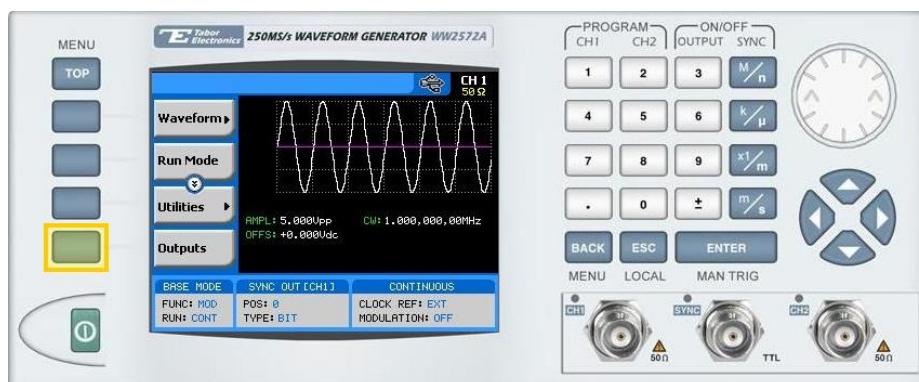 MENU
TOP
Tabor Electronics 250MS/s WAVEFORM GENERATOR WW2572A
CH 1
50Ω
Waveform
Run Mode
Utilities
Outputs
AMPL: 5.000Vpp
CW: 1.000,000,00MHz
OFFS: +0.000Vdc
BASE MODE
SYNC OUT [CH1]
CONTINUOUS
FUNC: MOD
POS: 0
CLOCK REF: EXT
RUN: CONT
TYPE: BIT
MODULATION: OFF
PROGRAM
ON/OFF
CH1
CH2
OUTPUT
SYNC
1
2
3
M/n
4
5
6
k/µ
7
8
9
x1/m
.
0
±
m/s
BACK
ESC
ENTER
MENU
LOCAL
MAN TRIG
CH1
SYNC
CH2
50Ω
TTL
50Ω